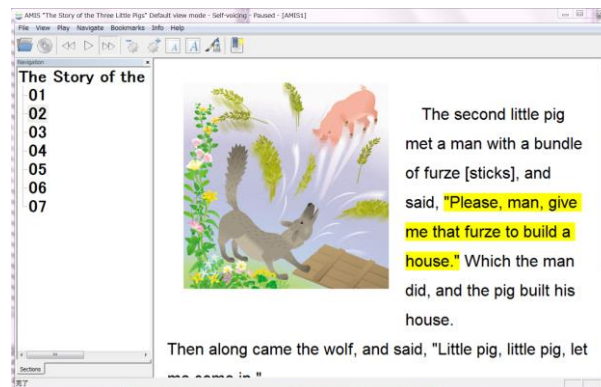 AMIS "The Story of the Three Little Pigs" Default view mode - Self-voicing - Paused - [AMIS1]
File View Play Navigate Bookmarks Info Help
Navigation
The Story of the
01
02
03
04
05
06
07
Sections
完了
The second little pig
met a man with a bundle
of furze [sticks], and
said, "Please, man, give
me that furze to build a
house." Which the man
did, and the pig built his
house.
Then along came the wolf, and said, "Little pig, little pig, let
me come in."